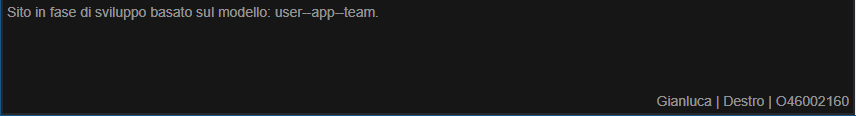 Sito in fase di sviluppo basato sul modello: user--app--team.
Gianluca | Destro | O46002160